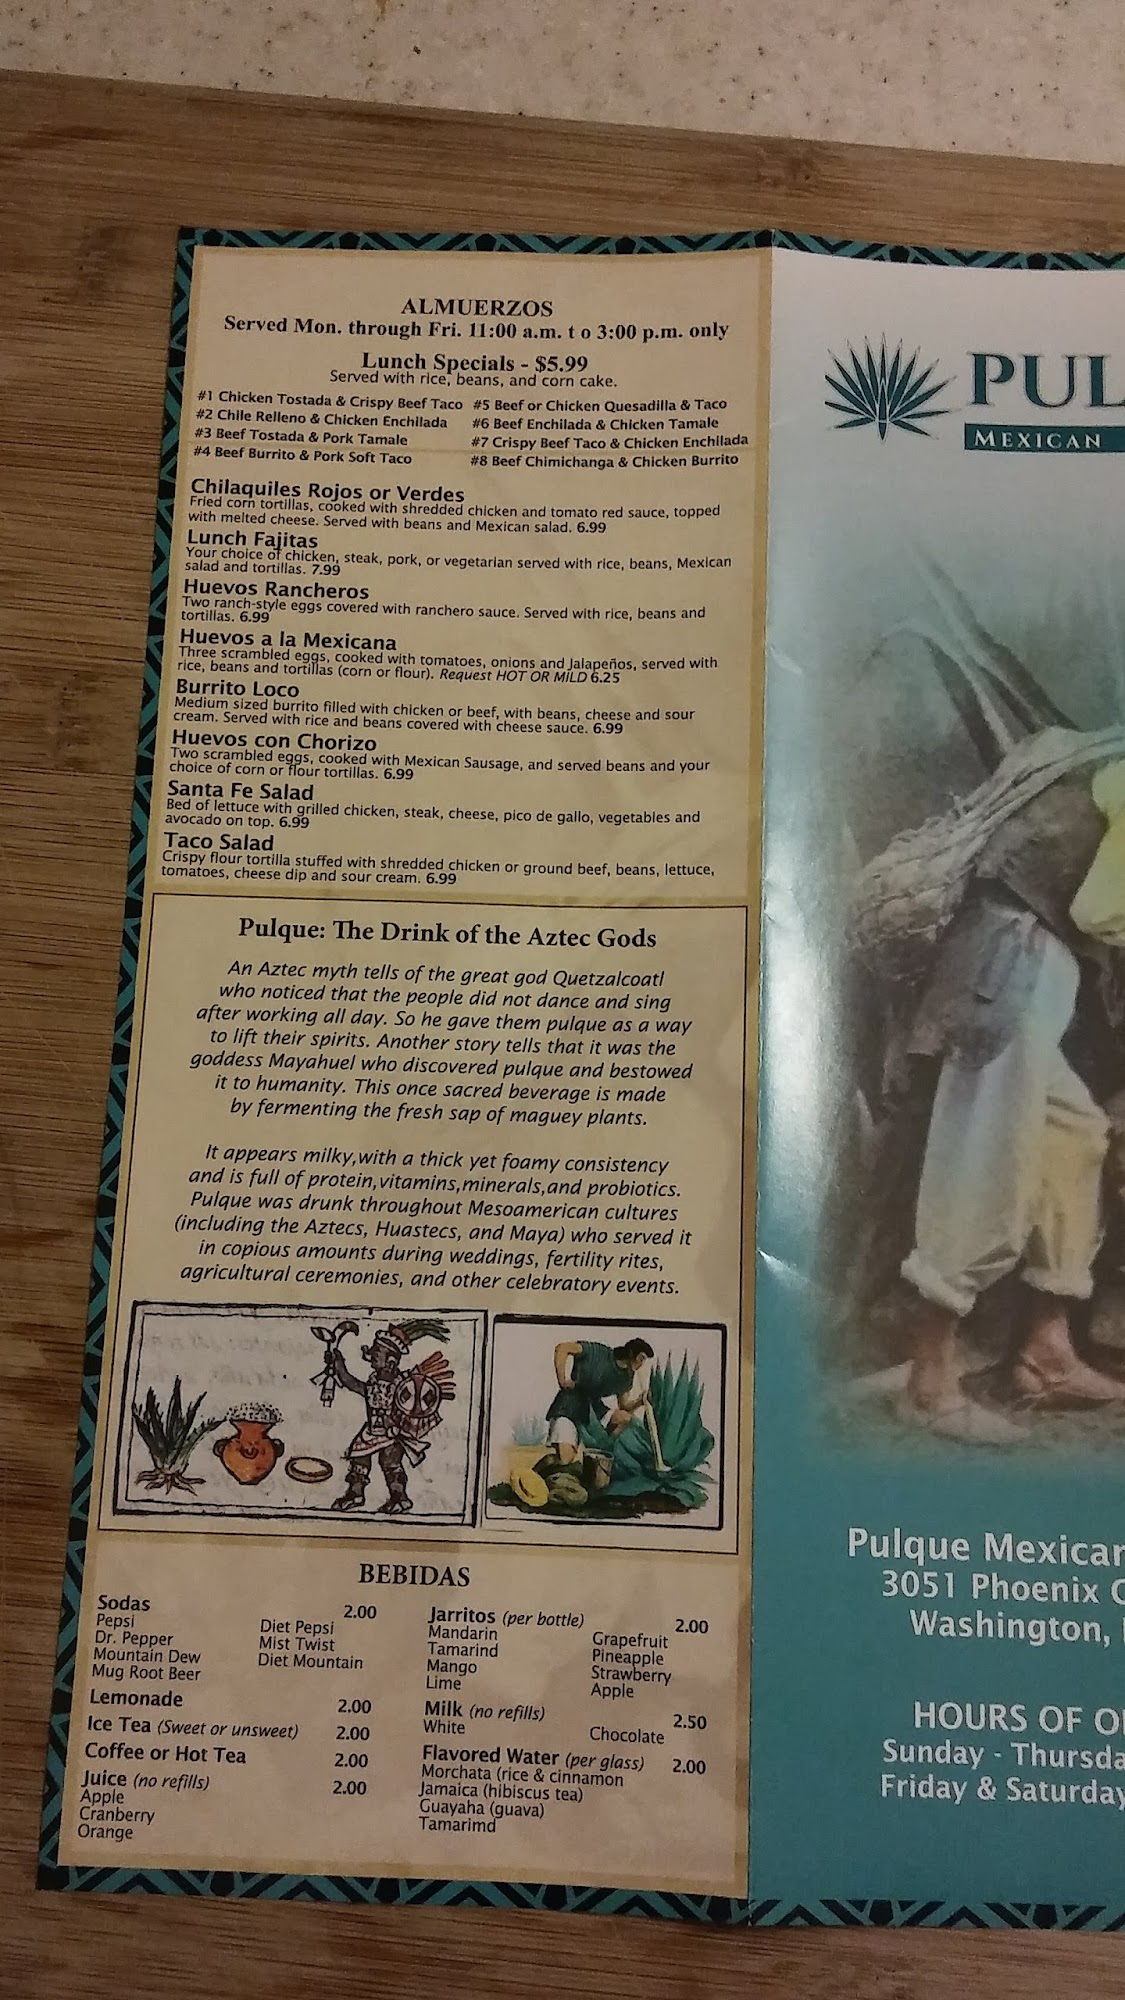 ALMUERZOS
Served Mon. through Fri. 11:00 a.m. t o 3:00 p.m. only
Lunch Specials - $5.99
Served with rice, beans, and corn cake.
#1 Chicken Tostada & Crispy Beef Taco
#2 Chile Relleno & Chicken Enchilada
#3 Beef Tostada & Pork Tamale
#4 Beef Burrito & Pork Soft Taco
#5 Beef or Chicken Quesadilla & Taco
#6 Beef Enchilada & Chicken Tamale
#7 Crispy Beef Taco & Chicken Enchilada
#8 Beef Chimichanga & Chicken Burrito
Chilaquiles Rojos or Verdes
Fried corn tortillas, cooked with shredded chicken and tomato red sauce, topped
with melted cheese. Served with beans and Mexican salad. 6.99
Lunch Fajitas
Your choice of chicken, steak, pork, or vegetarian served with rice, beans, Mexican
salad and tortillas. 7.99
Huevos Rancheros
Two ranch-style eggs covered with ranchero sauce. Served with rice, beans and
tortillas. 6.99
Huevos a la Mexicana
Three scrambled eggs, cooked with tomatoes, onions and Jalapeños, served with
rice, beans and tortillas (corn or flour). Request HOT OR MILD 6.25
Burrito Loco
Medium sized burrito filled with chicken or beef, with beans, cheese and sour
cream. Served with rice and beans covered with cheese sauce. 6.99
Huevos con Chorizo
Two scrambled eggs, cooked with Mexican Sausage, and served beans and your
choice of corn or flour tortillas. 6.99
Santa Fe Salad
Bed of lettuce with grilled chicken, steak, cheese, pico de gallo, vegetables and
avocado on top. 6.99
Taco Salad
Crispy flour tortilla stuffed with shredded chicken or ground beef, beans, lettuce,
tomatoes, cheese dip and sour cream. 6.99
Pulque: The Drink of the Aztec Gods
An Aztec myth tells of the great god Quetzalcoatl
who noticed that the people did not dance and sing
after working all day. So he gave them pulque as a way
to lift their spirits. Another story tells that it was the
goddess Mayahuel who discovered pulque and bestowed
it to humanity. This once sacred beverage is made
by fermenting the fresh sap of maguey plants.
It appears milky,with a thick yet foamy consistency
and is full of protein,vitamins,minerals,and probiotics.
Pulque was drunk throughout Mesoamerican cultures
(including the Aztecs, Huastecs, and Maya) who served it
in copious amounts during weddings, fertility rites,
agricultural ceremonies, and other celebratory events.
BEBIDAS
Sodas 2.00
Pepsi
Dr. Pepper
Mountain Dew
Mug Root Beer
Diet Pepsi
Mist Twist
Diet Mountain
Lemonade 2.00
Ice Tea (Sweet or unsweet) 2.00
Coffee or Hot Tea 2.00
Juice (no refills) 2.00
Apple
Cranberry
Orange
Jarritos (per bottle) 2.00
Mandarin
Tamarind
Mango
Lime
Grapefruit
Pineapple
Strawberry
Apple
Milk (no refills) 2.50
White Chocolate
Flavored Water (per glass) 2.00
Morchata (rice & cinnamon
Jamaica (hibiscus tea)
Guayaha (guava)
Tamarimd
PUL
MEXICAN
Pulque Mexican
3051 Phoenix
Washington,
HOURS OF
Sunday - Thursda
Friday & Saturday